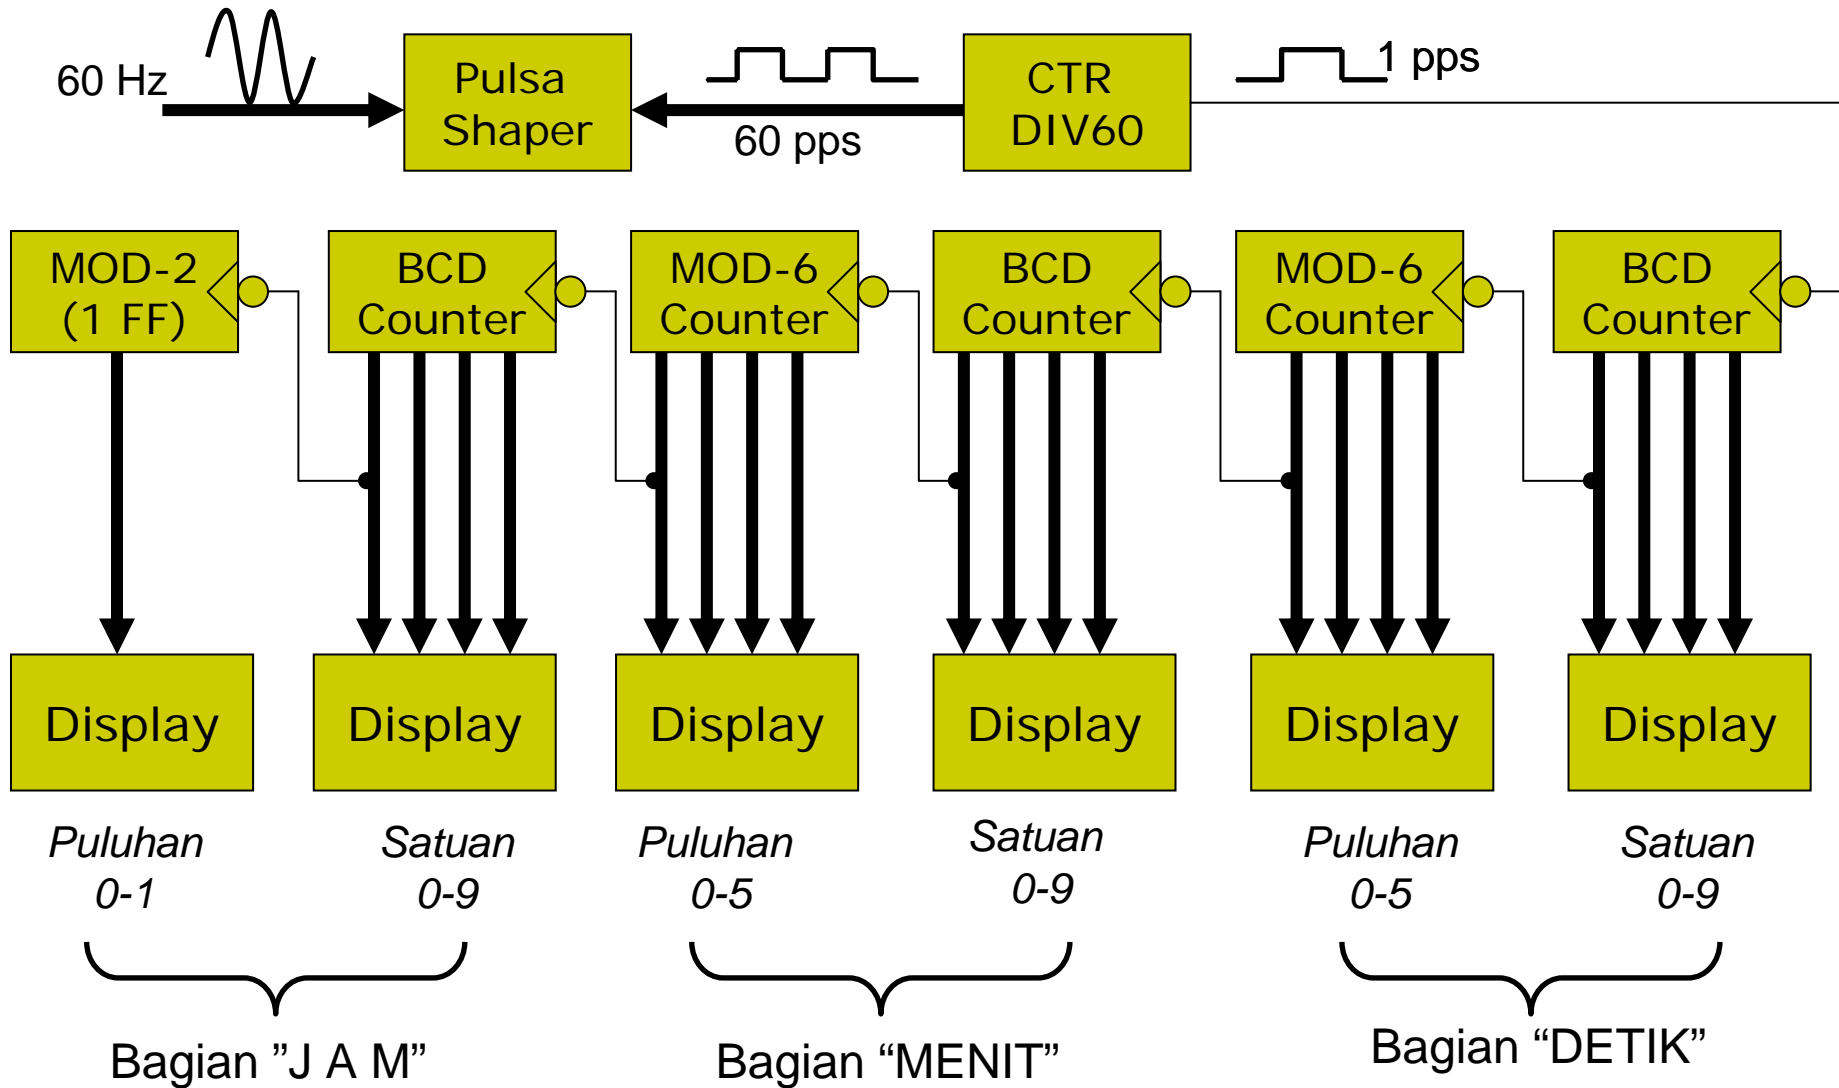 60 Hz
Pulsa
Shaper
60 pps
CTR
DIV60
1 pps
MOD-2
(1 FF)
BCD
Counter
MOD-6
Counter
BCD
Counter
MOD-6
Counter
BCD
Counter
Display
Display
Display
Display
Display
Display
Puluhan
0-1
Satuan
0-9
Puluhan
0-5
Satuan
0-9
Puluhan
0-5
Satuan
0-9
Bagian ”J A M”
Bagian “MENIT”
Bagian “DETIK”